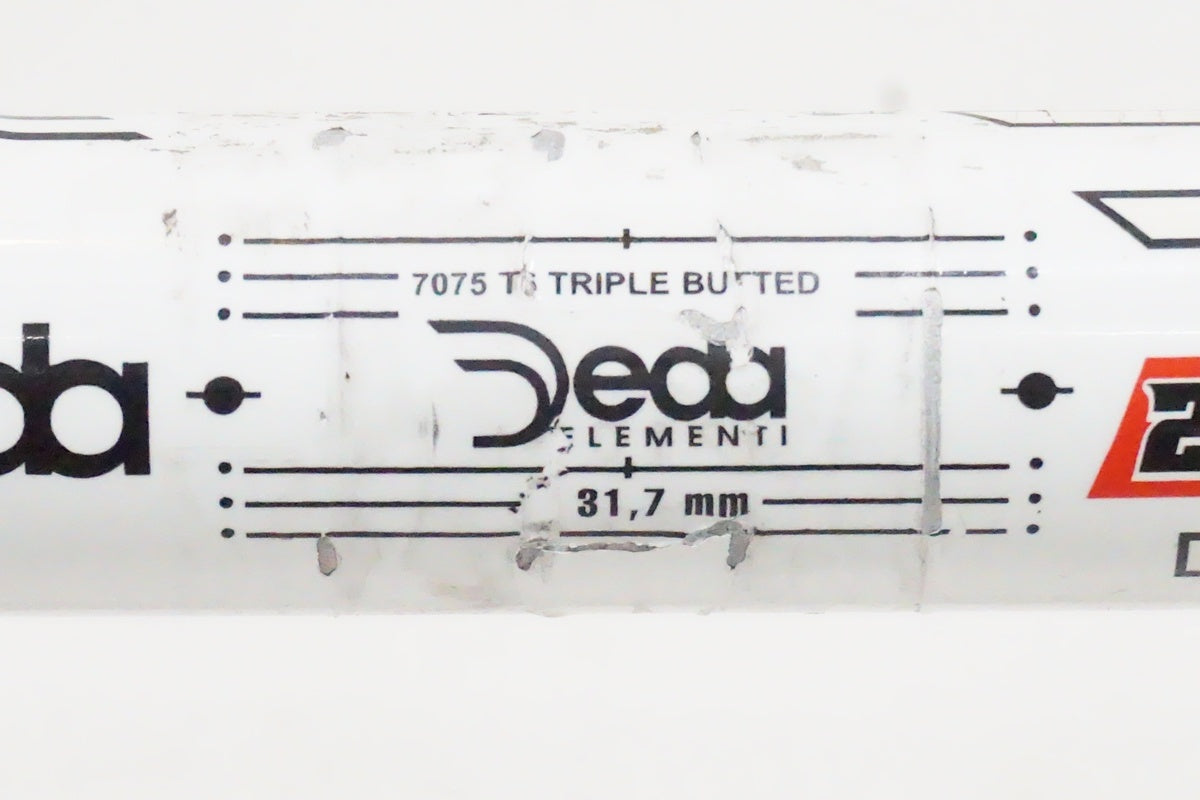 7075 T6 TRIPLE BUTTED
Deda
ELEMENTI
31,7 mm